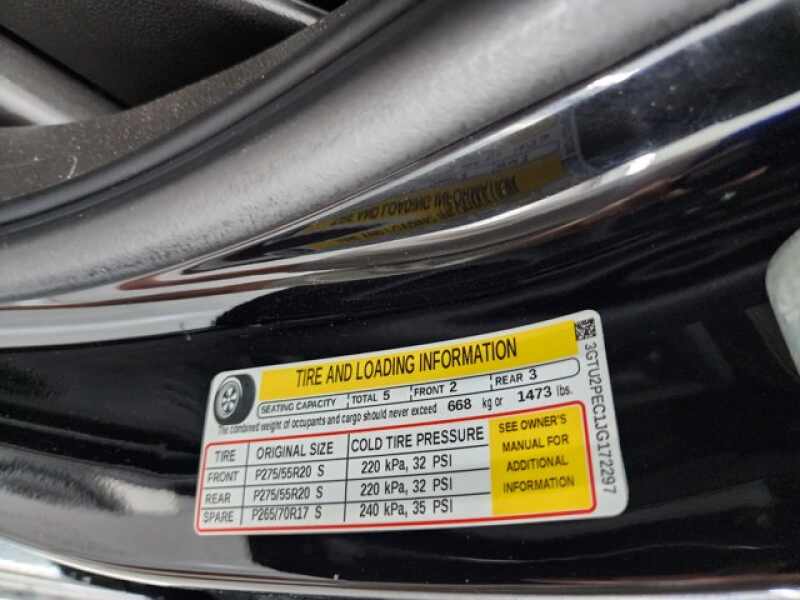 TIRE AND LOADING INFORMATION
SEATING CAPACITY TOTAL 5 FRONT 2 REAR 3
The combined weight of occupants and cargo should never exceed 668 kg or 1473 lbs.
TIRE ORIGINAL SIZE COLD TIRE PRESSURE
FRONT P275/55R20 S 220 kPa, 32 PSI
REAR P275/55R20 S 220 kPa, 32 PSI
SPARE P265/70R17 S 240 kPa, 35 PSI
SEE OWNER'S
MANUAL FOR
ADDITIONAL
INFORMATION
3GTU2PEC1JG172297